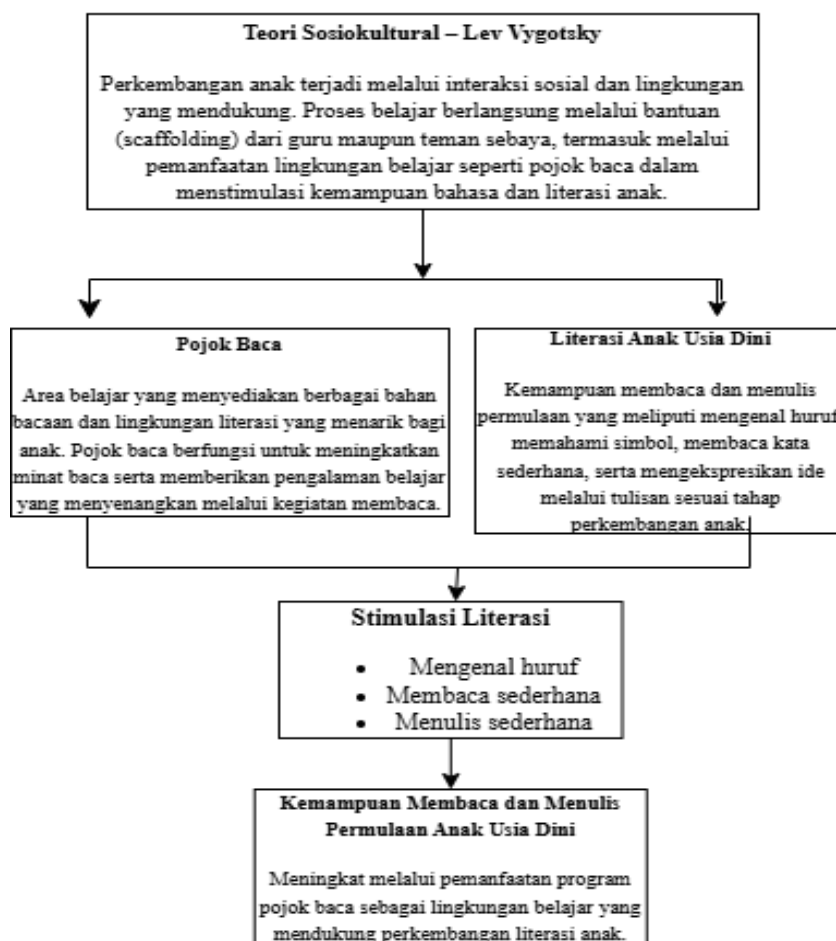 Teori Sosiokultural – Lev Vygotsky
Perkembangan anak terjadi melalui interaksi sosial dan lingkungan
yang mendukung. Proses belajar berlangsung melalui bantuan
(scaffolding) dari guru maupun teman sebaya, termasuk melalui
pemanfaatan lingkungan belajar seperti pojok baca dalam
menstimulasi kemampuan bahasa dan literasi anak.
Pojok Baca
Area belajar yang menyediakan berbagai bahan
bacaan dan lingkungan literasi yang menarik bagi
anak. Pojok baca berfungsi untuk meningkatkan
minat baca serta memberikan pengalaman belajar
yang menyenangkan melalui kegiatan membaca.
Literasi Anak Usia Dini
Kemampuan membaca dan menulis
permulaan yang meliputi mengenal huruf,
memahami simbol, membaca kata
sederhana, serta mengekspresikan ide
melalui tulisan sesuai tahap
perkembangan anak.
Stimulasi Literasi
• Mengenal huruf
• Membaca sederhana
• Menulis sederhana
Kemampuan Membaca dan Menulis
Permulaan Anak Usia Dini
Meningkat melalui pemanfaatan program
pojok baca sebagai lingkungan belajar yang
mendukung perkembangan literasi anak.